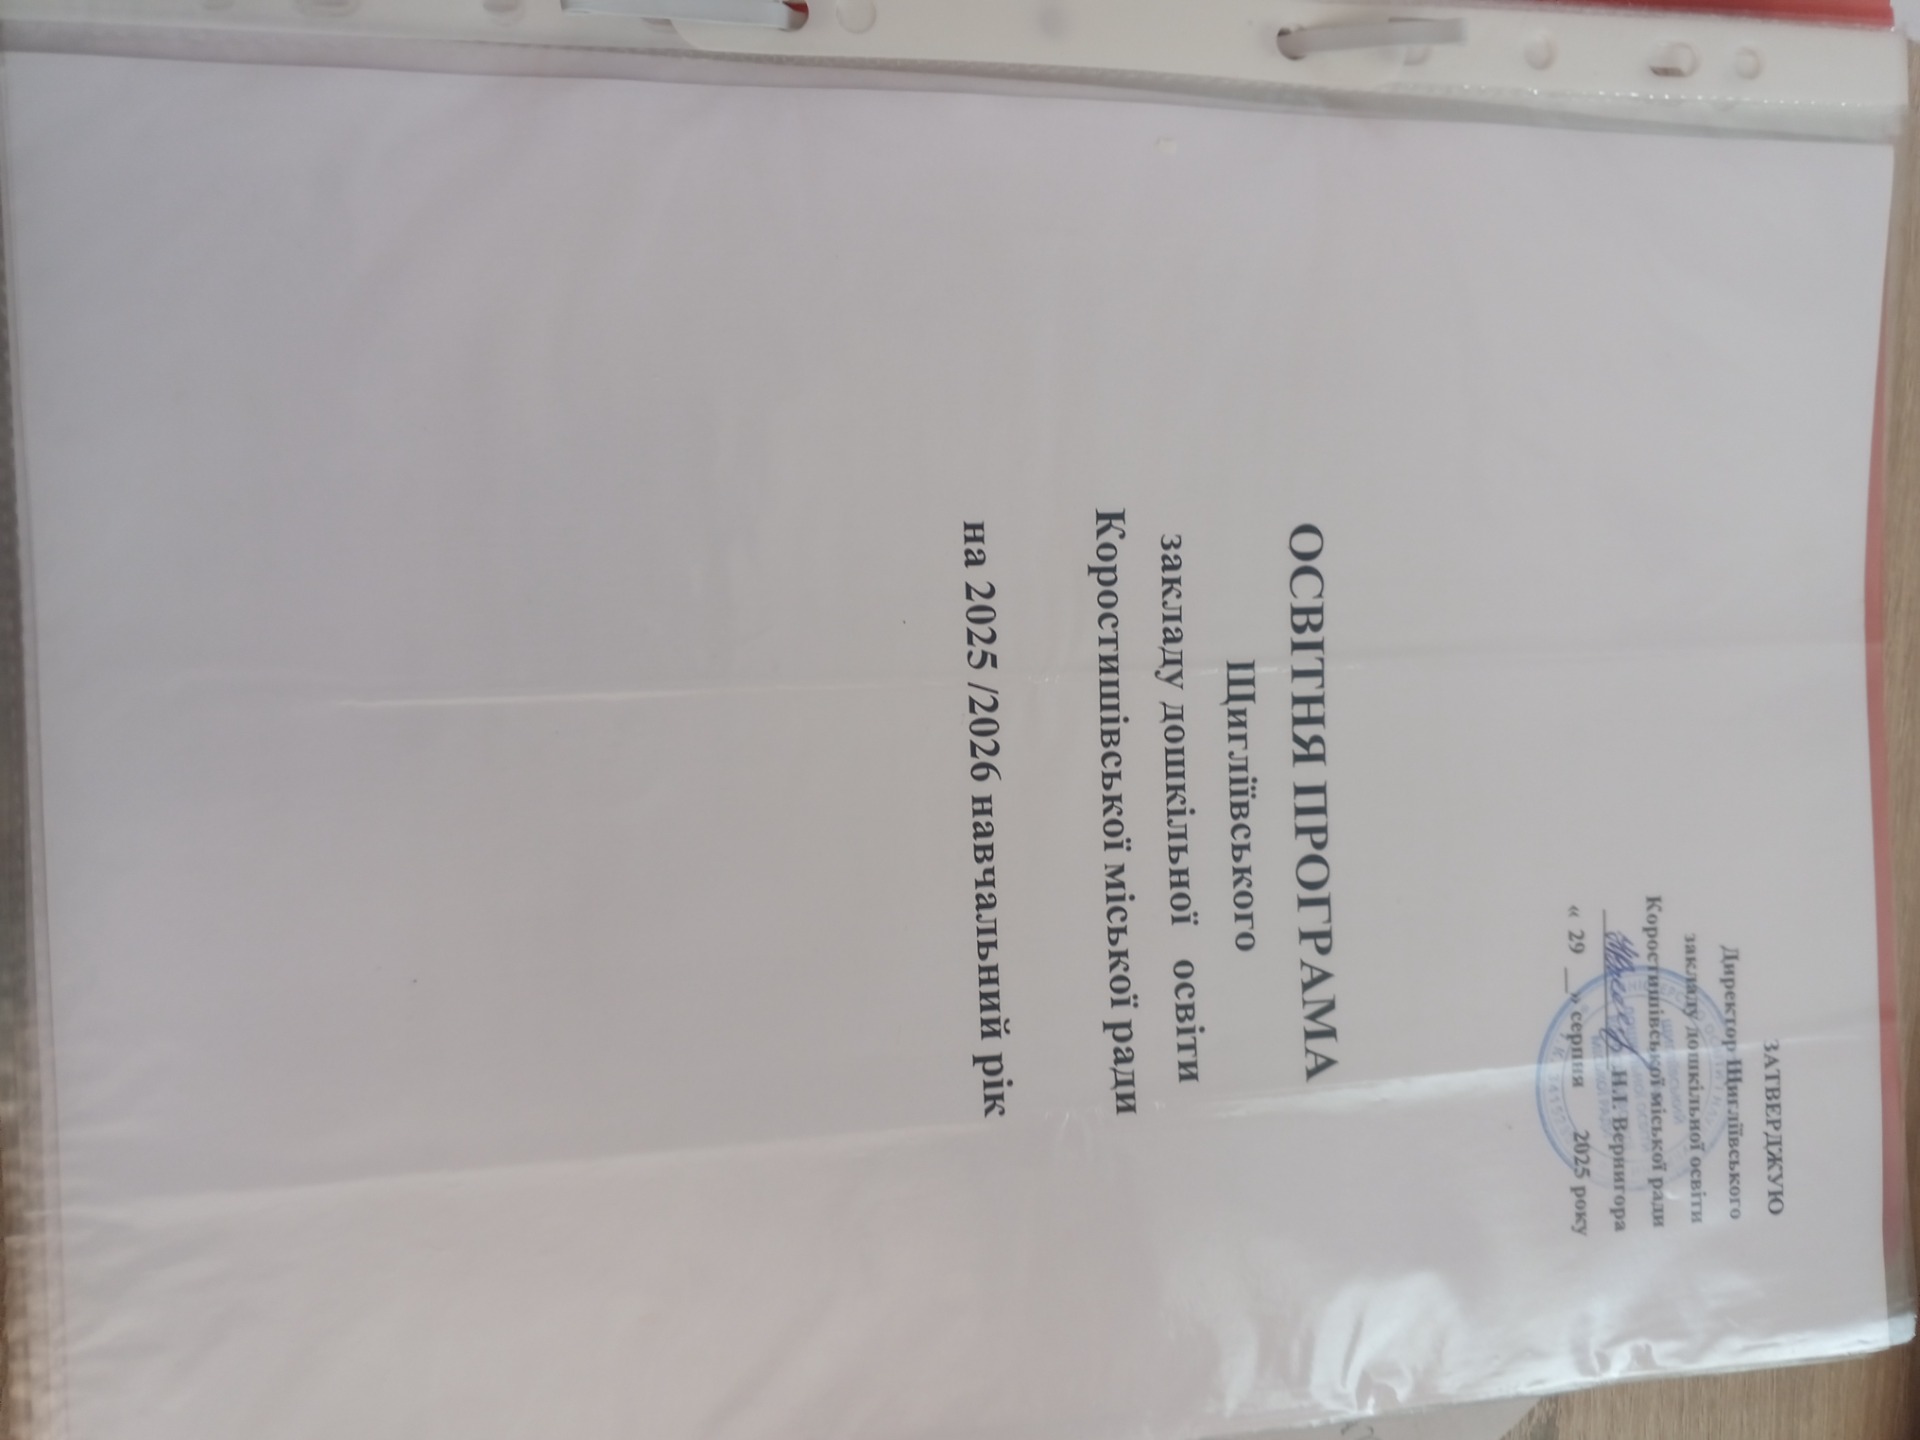 ЗАТВЕРДЖУЮ
Директор Щигліївського
закладу дошкільної освіти
Коростишівської міської ради
Н.І. Вернигора
« 29 __» серпня 2025 року
ОСВІТНЯ ПРОГРАМА
Щигліївського
закладу дошкільної освіти
Коростишівської міської ради
на 2025 /2026 навчальний рік